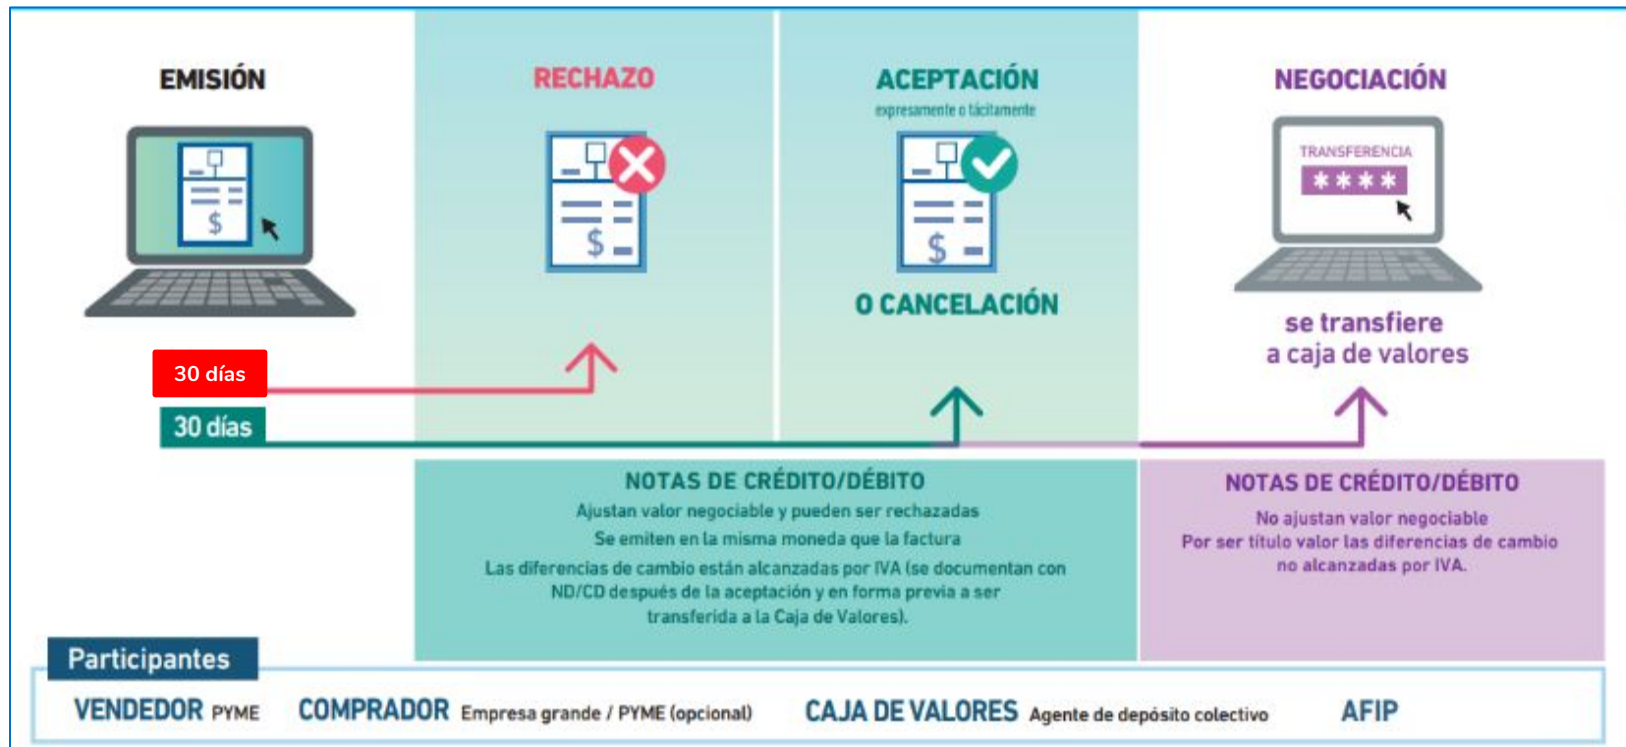 EMISIÓN
RECHAZO
ACEPTACIÓN
expresamente o tácitamente
NEGOCIACIÓN
$
$
$
TRANSFERENCIA
****
O CANCELACIÓN
se transfiere
a caja de valores
30 días
30 días
NOTAS DE CRÉDITO/DÉBITO
Ajustan valor negociable y pueden ser rechazadas
Se emiten en la misma moneda que la factura
Las diferencias de cambio están alcanzadas por IVA (se documentan con
ND/CD después de la aceptación y en forma previa a ser
transferida a la Caja de Valores).
NOTAS DE CRÉDITO/DÉBITO
No ajustan valor negociable
Por ser título valor las diferencias de cambio
no alcanzadas por IVA.
Participantes
VENDEDOR PYME COMPRADOR Empresa grande / PYME (opcional) CAJA DE VALORES Agente de depósito colectivo AFIP